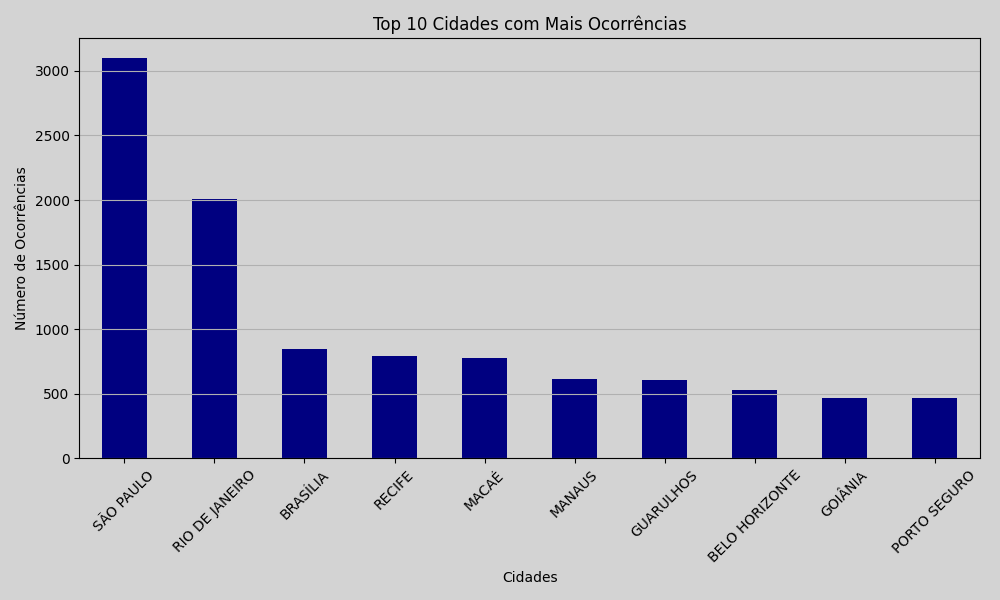 Top 10 Cidades com Mais Ocorrências
Número de Ocorrências
3000
2500
2000
1500
1000
500
0
SÃO PAULO
RIO DE JANEIRO
BRASÍLIA
RECIFE
MACAÉ
MANAUS
GUARULHOS
BELO HORIZONTE
GOIÂNIA
PORTO SEGURO
Cidades